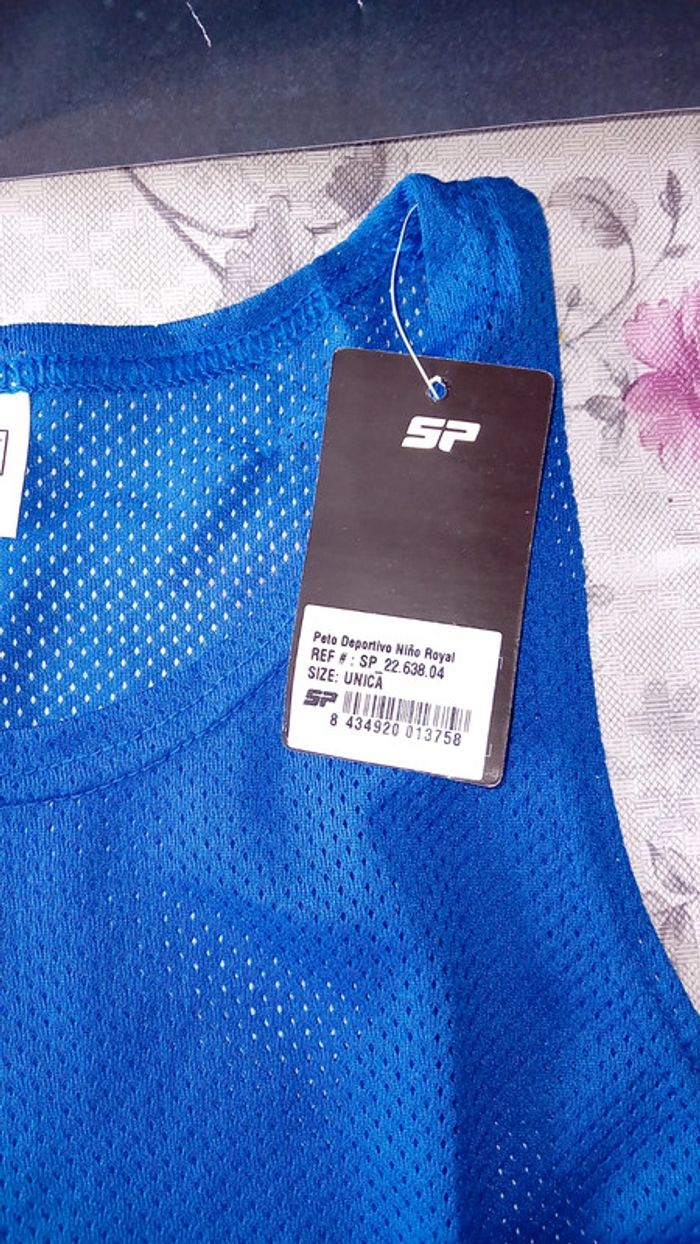 SP
Peto Deportivo Niño Royal
REF # : SP_22.638.04
SIZE: UNICA
SP
8 434920 013758